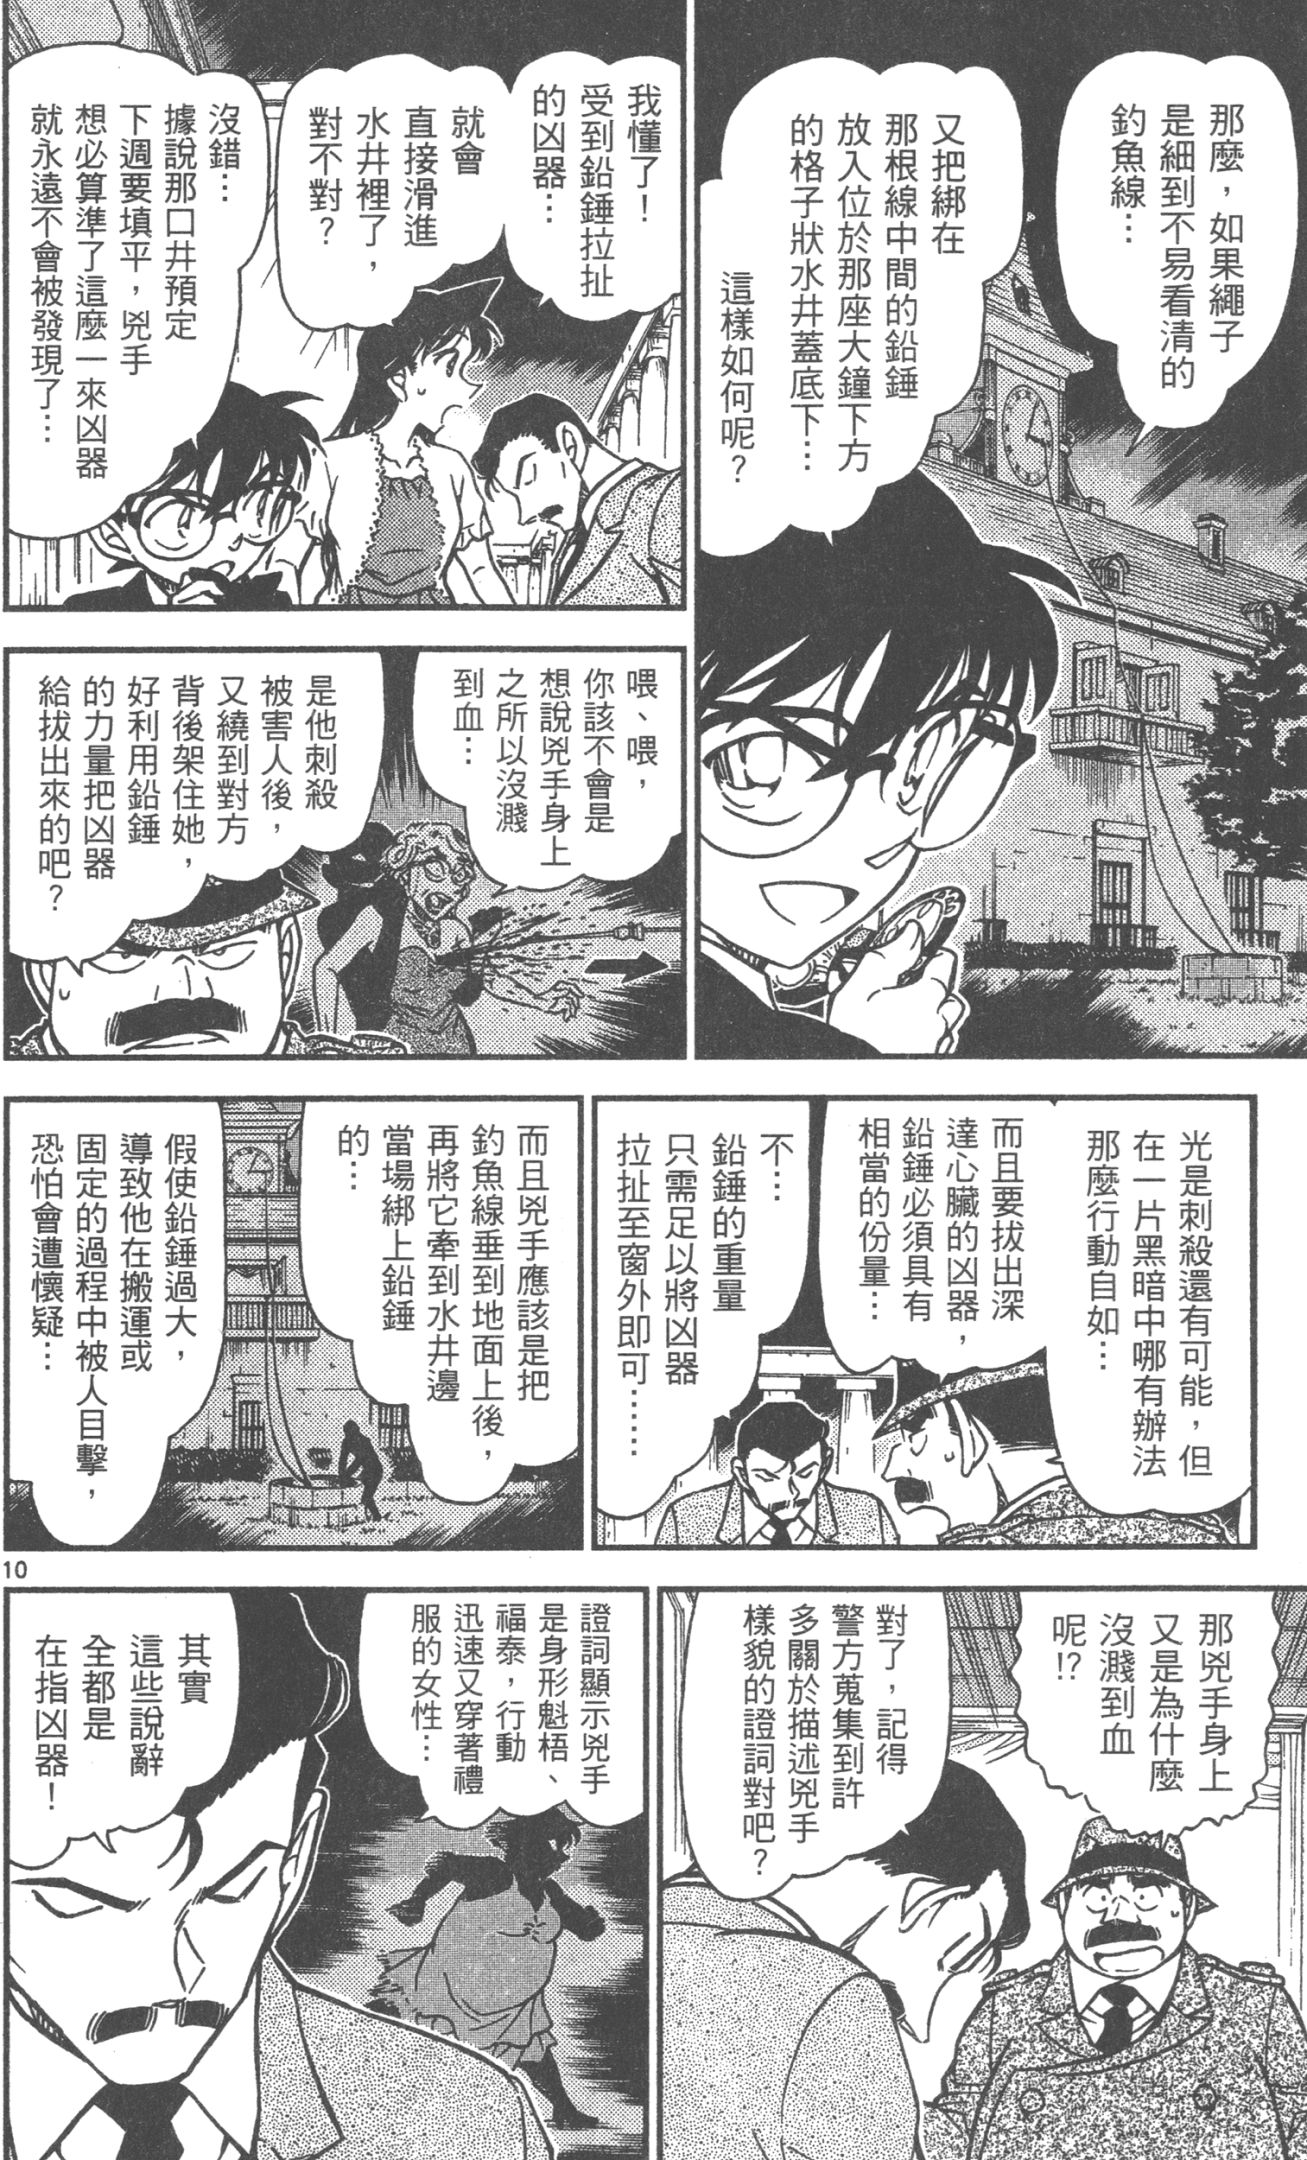 那麼，如果繩子
是細到不易看清的
釣魚線…
又把綁在
那根線中間的鉛錘
放入位於那座大鐘下方
的格子狀水井蓋底下…
這樣如何呢？
我懂了！
受到鉛錘拉扯
的凶器…
就會
直接滑進
水井裡了，
對不對？
沒錯…
據說那口井預定
下週要填平，兇手
想必算準了這麼一來凶器
就永遠不會被發現了…
喂、喂，
你該不會是
想說兇手身上
之所以沒濺
到血…
是他刺殺
被害人後，
又繞到對方
背後架住她，
好利用鉛錘
的力量把凶器
給拔出來的吧？
光是刺殺還有可能，但
在一片黑暗中哪有辦法
那麼行動自如…
而且要拔出深
達心臟的凶器，
鉛錘必須具有
相當的份量…
不…
鉛錘的重量
只需足以將凶器
拉扯至窗外即可……
而且兇手應該是把
釣魚線垂到地面上後，
再將它牽到水井邊
當場綁上鉛錘
的…
假使鉛錘過大，
導致他在搬運或
固定的過程中被人目擊，
恐怕會遭懷疑…
10
那兇手身上
又是為什麼
沒濺到血
呢!?
對了，記得
警方蒐集到許
多關於描述兇手
樣貌的證詞對吧？
證詞顯示兇手
是身形魁梧、
福泰，行動
迅速又穿著禮
服的女性…
其實
這些說辭
全都是
在指凶器！